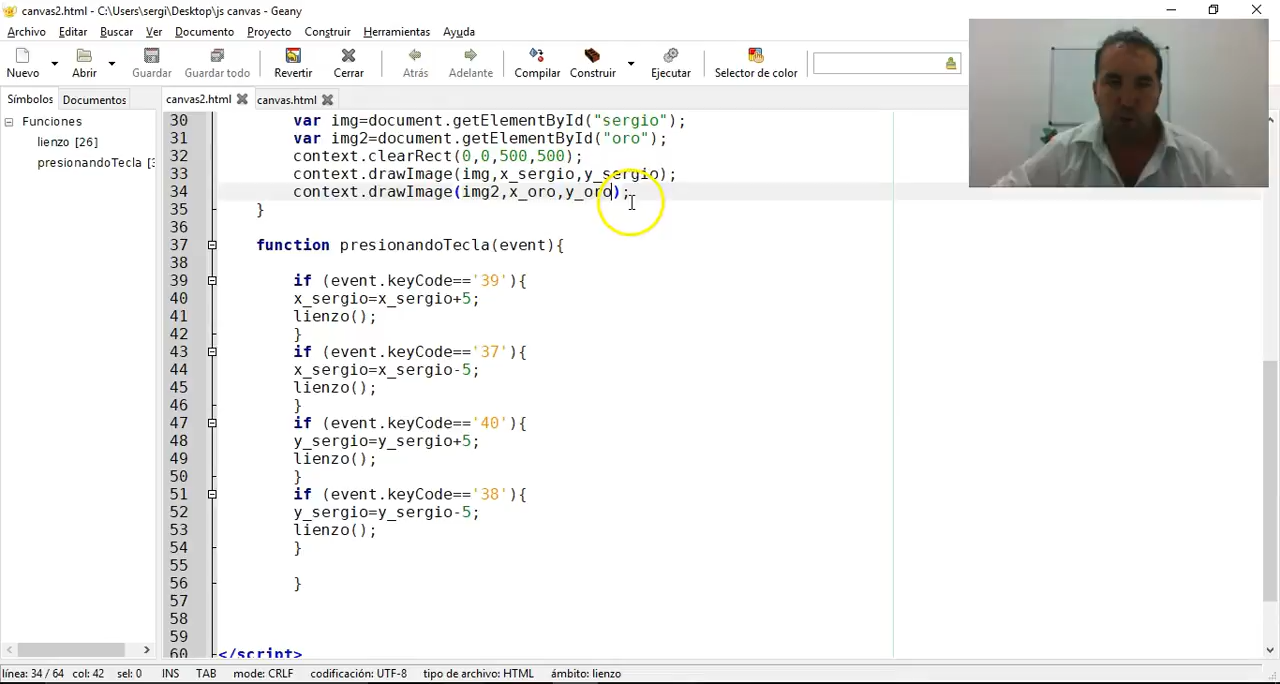 canvas2.html - C:\Users\sergi\Desktop\js canvas - Geany
Archivo Editar Buscar Ver Documento Proyecto Construir Herramientas Ayuda
Nuevo Abrir Guardar Guardar todo Revertir Cerrar Atrás Adelante Compilar Construir Ejecutar Selector de color
Símbolos Documentos canvas2.html canvas.html
Funciones
lienzo [26]
presionandoTecla [3
30 var img=document.getElementById("sergio");
31 var img2=document.getElementById("oro");
32 context.clearRect(0,0,500,500);
33 context.drawImage(img,x_sergio,y_sergio);
34 context.drawImage(img2,x_oro,y_oro);
35 }
36
37 function presionandoTecla(event){
38
39 if (event.keyCode=='39'){
40 x_sergio=x_sergio+5;
41 lienzo();
42 }
43 if (event.keyCode=='37'){
44 x_sergio=x_sergio-5;
45 lienzo();
46 }
47 if (event.keyCode=='40'){
48 y_sergio=y_sergio+5;
49 lienzo();
50 }
51 if (event.keyCode=='38'){
52 y_sergio=y_sergio-5;
53 lienzo();
54 }
55
56 }
57
58
59
60 </script>
línea: 34 / 64 col: 42 sel: 0 INS TAB mode: CRLF codificación: UTF-8 tipo de archivo: HTML ámbito: lienzo